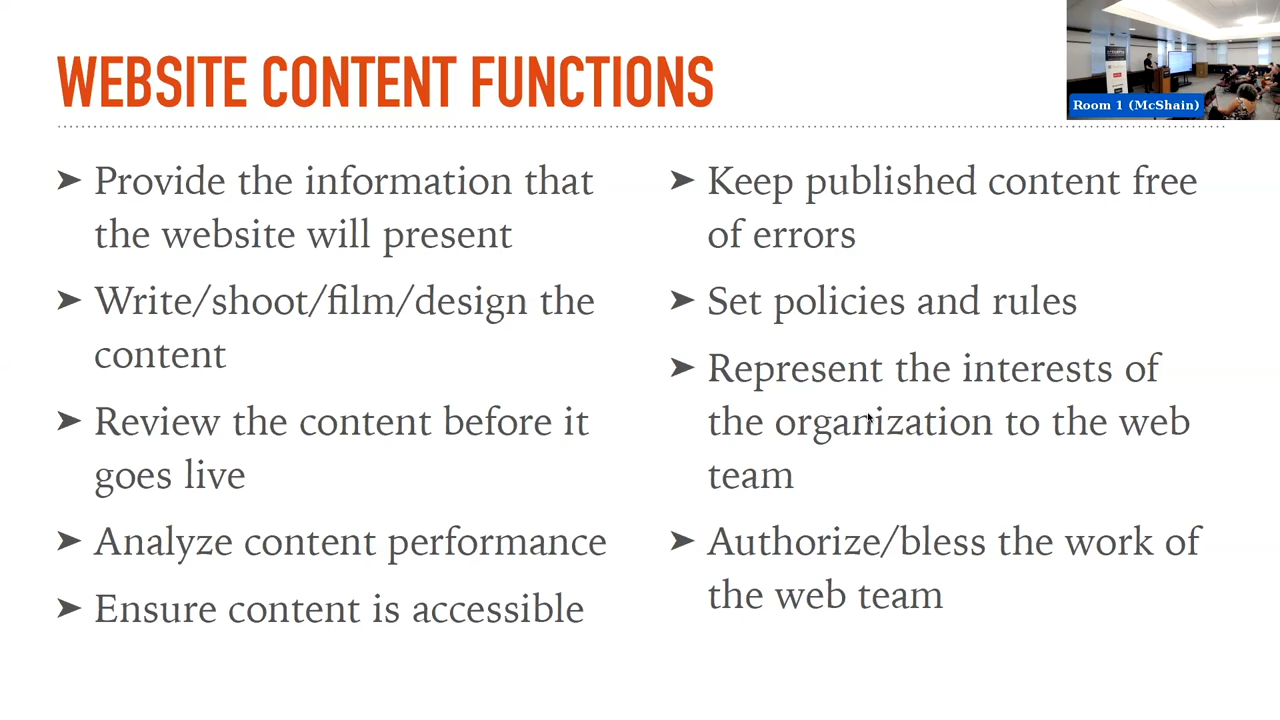 WEBSITE CONTENT FUNCTIONS
Room 1 (McShain)
➤ Provide the information that
the website will present
➤ Write/shoot/film/design the
content
➤ Review the content before it
goes live
➤ Analyze content performance
➤ Ensure content is accessible
➤ Keep published content free
of errors
➤ Set policies and rules
➤ Represent the interests of
the organization to the web
team
➤ Authorize/bless the work of
the web team